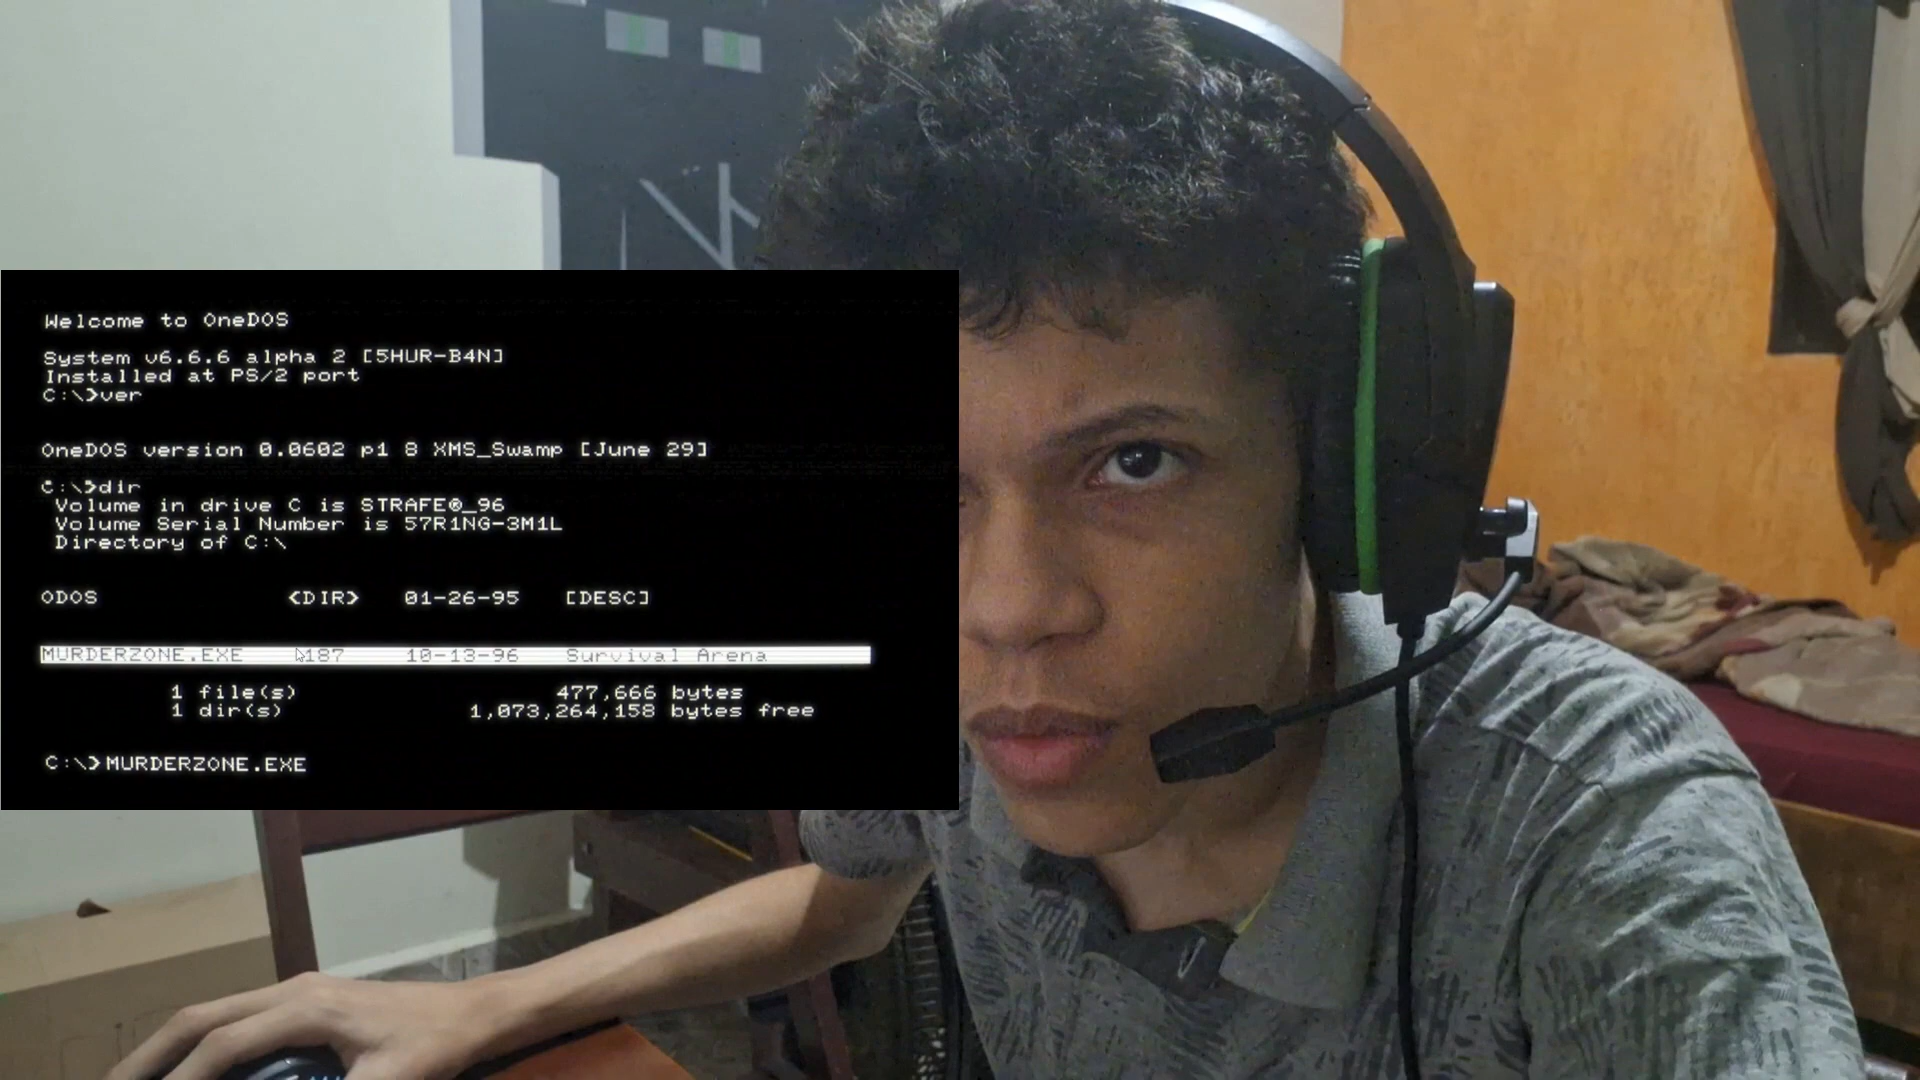 Welcome to OneDOS
System v6.6.6 alpha 2 [5HUR-B4N]
Installed at PS/2 port
C:\>ver
OneDOS version 0.0602 p1 8 XMS_Swamp [June 29]
C:\>dir
Volume in drive C is STRAFE®_96
Volume Serial Number is 57R1NG-3M1L
Directory of C:\
ODOS <DIR> 01-26-95 [DESC]
MURDERZONE.EXE 187 10-13-96 Survival Arena
1 file(s) 477,666 bytes
1 dir(s) 1,073,264,158 bytes free
C:\>MURDERZONE.EXE